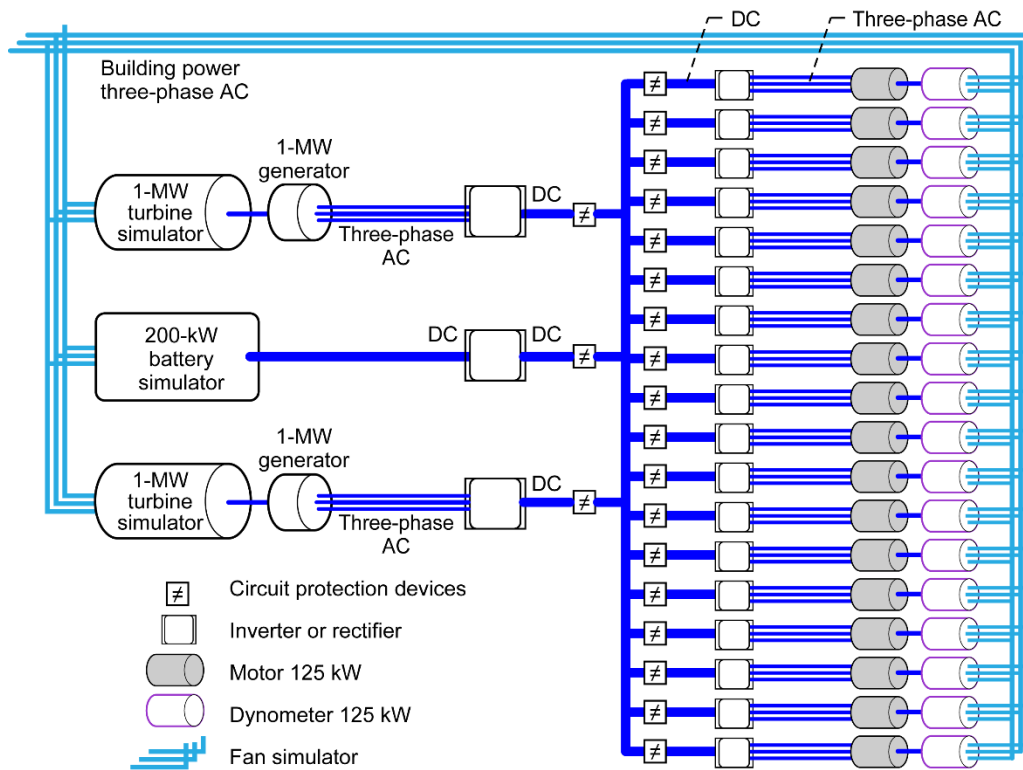 DC
Three-phase AC
Building power
three-phase AC
1-MW
generator
1-MW
turbine
simulator
DC
Three-phase
AC
200-kW
battery
simulator
DC
DC
1-MW
generator
1-MW
turbine
simulator
DC
Three-phase
AC
≠
Circuit protection devices
Inverter or rectifier
Motor 125 kW
Dynometer 125 kW
Fan simulator